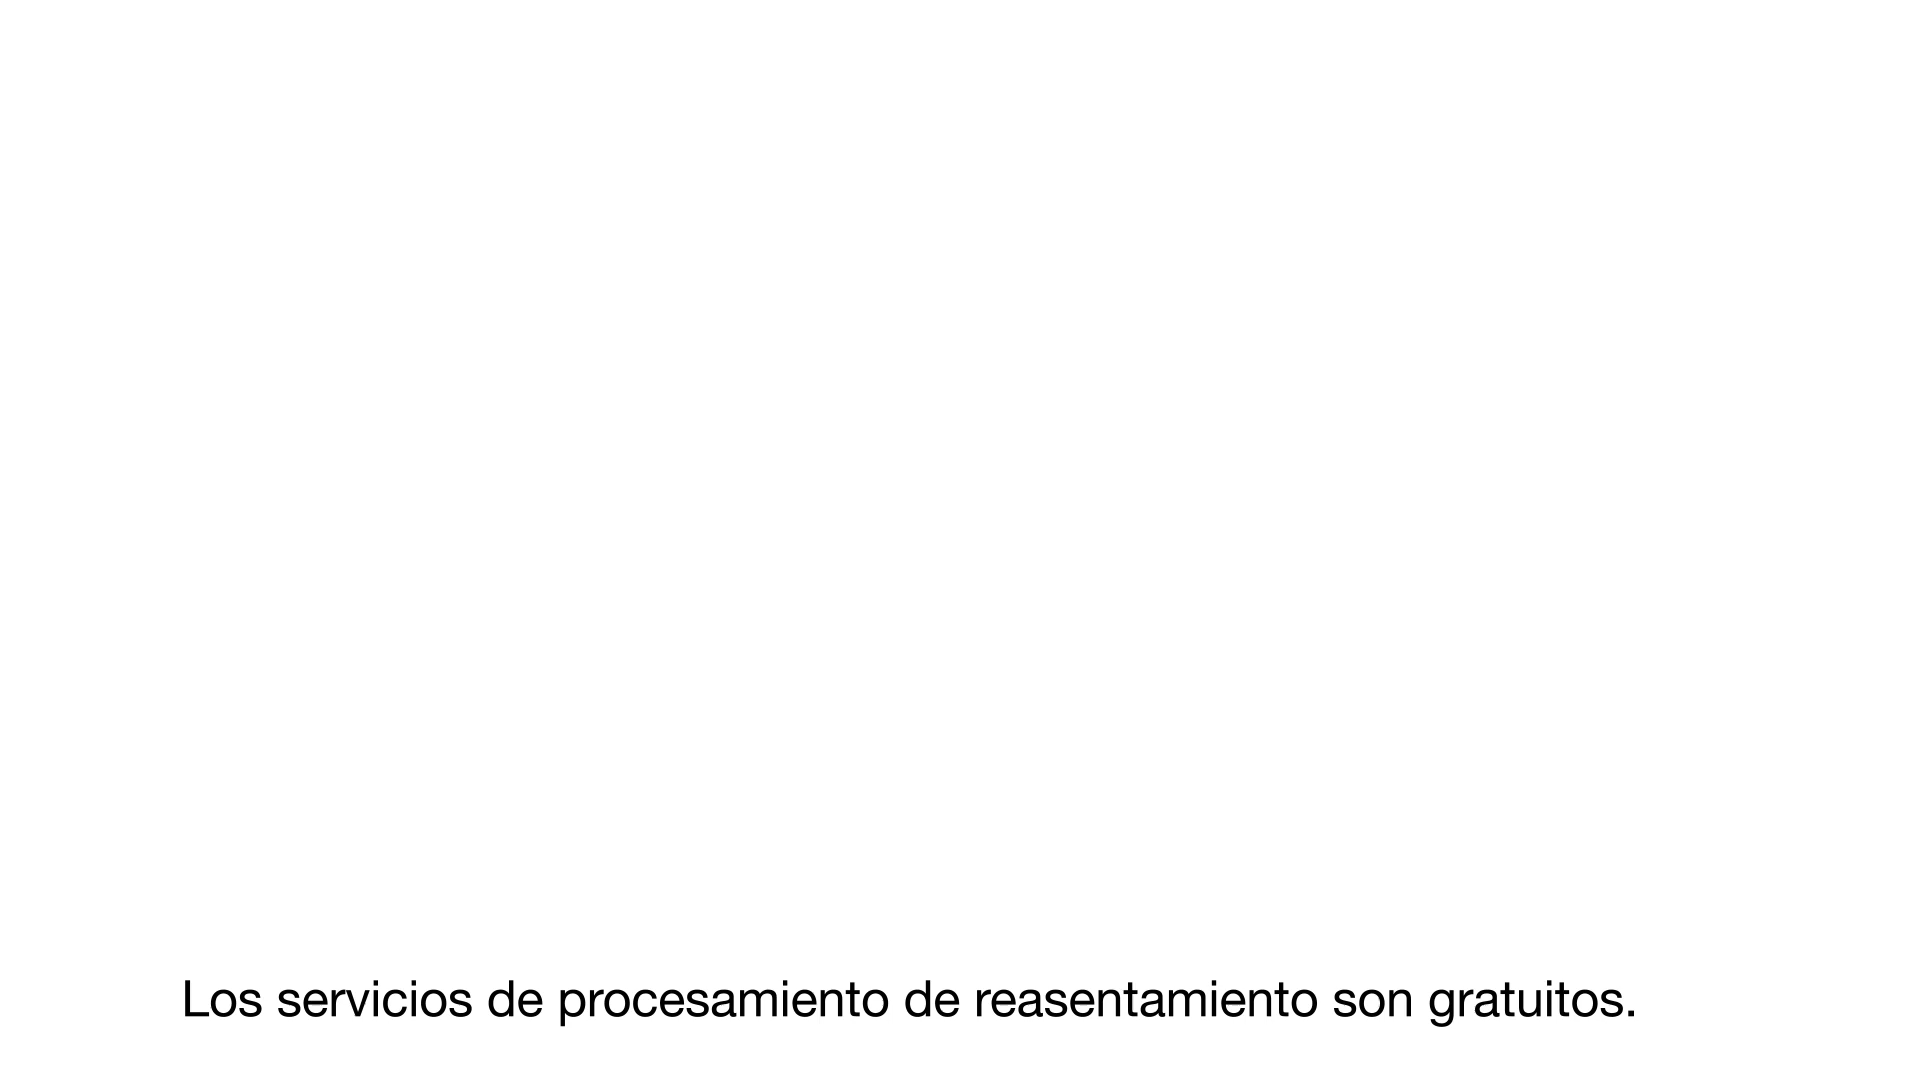 Los servicios de procesamiento de reasentamiento son gratuitos.